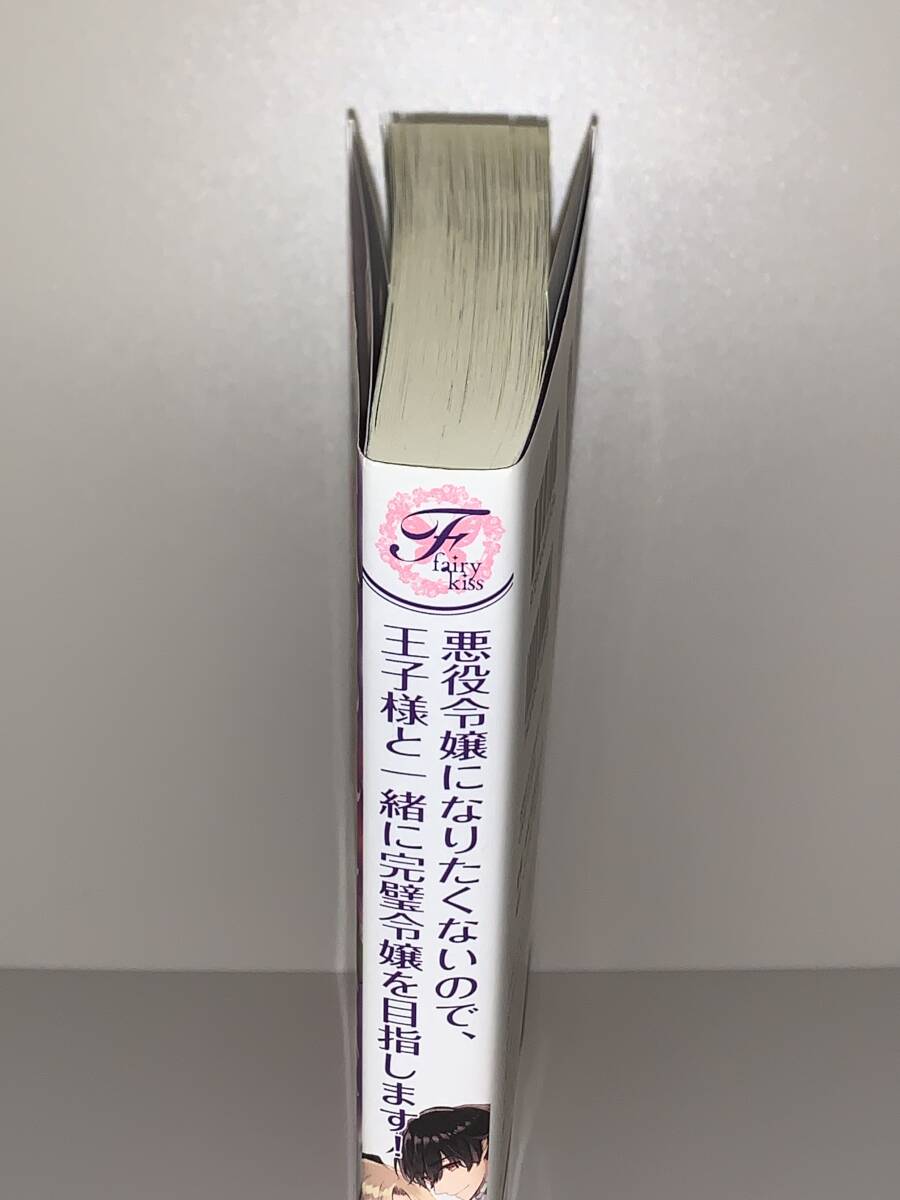 F
fairy
kiss
悪役令嬢になりたくないので、
王子様と一緒に完璧令嬢を目指します!